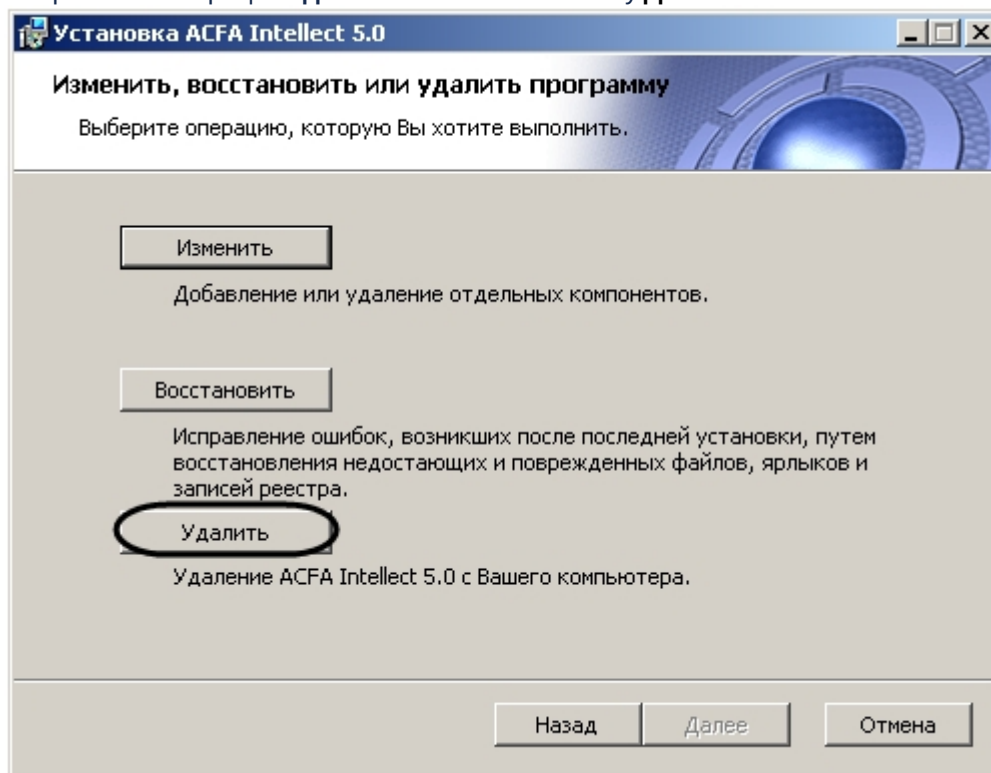 Установка ACFA Intellect 5.0
Изменить, восстановить или удалить программу
Выберите операцию, которую Вы хотите выполнить.
Изменить
Добавление или удаление отдельных компонентов.
Восстановить
Исправление ошибок, возникших после последней установки, путем
восстановления недостающих и поврежденных файлов, ярлыков и
записей реестра.
Удалить
Удаление ACFA Intellect 5.0 с Вашего компьютера.
Назад
Далее
Отмена